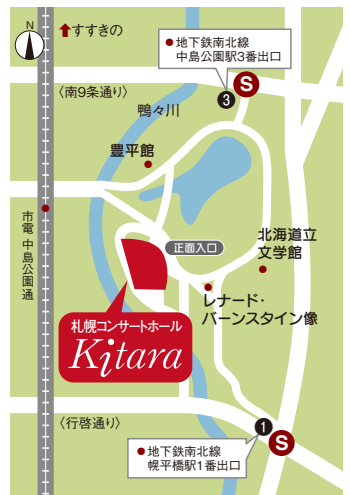 N
すすきの
地下鉄南北線
中島公園駅3番出口
S
3
〈南9条通り〉
鴨々川
豊平館
市電 中島公園通
正面入口
北海道立
文学館
レナード・
バーンスタイン像
札幌コンサートホール
Kitara
〈行啓通り〉
1
S
地下鉄南北線
幌平橋駅1番出口